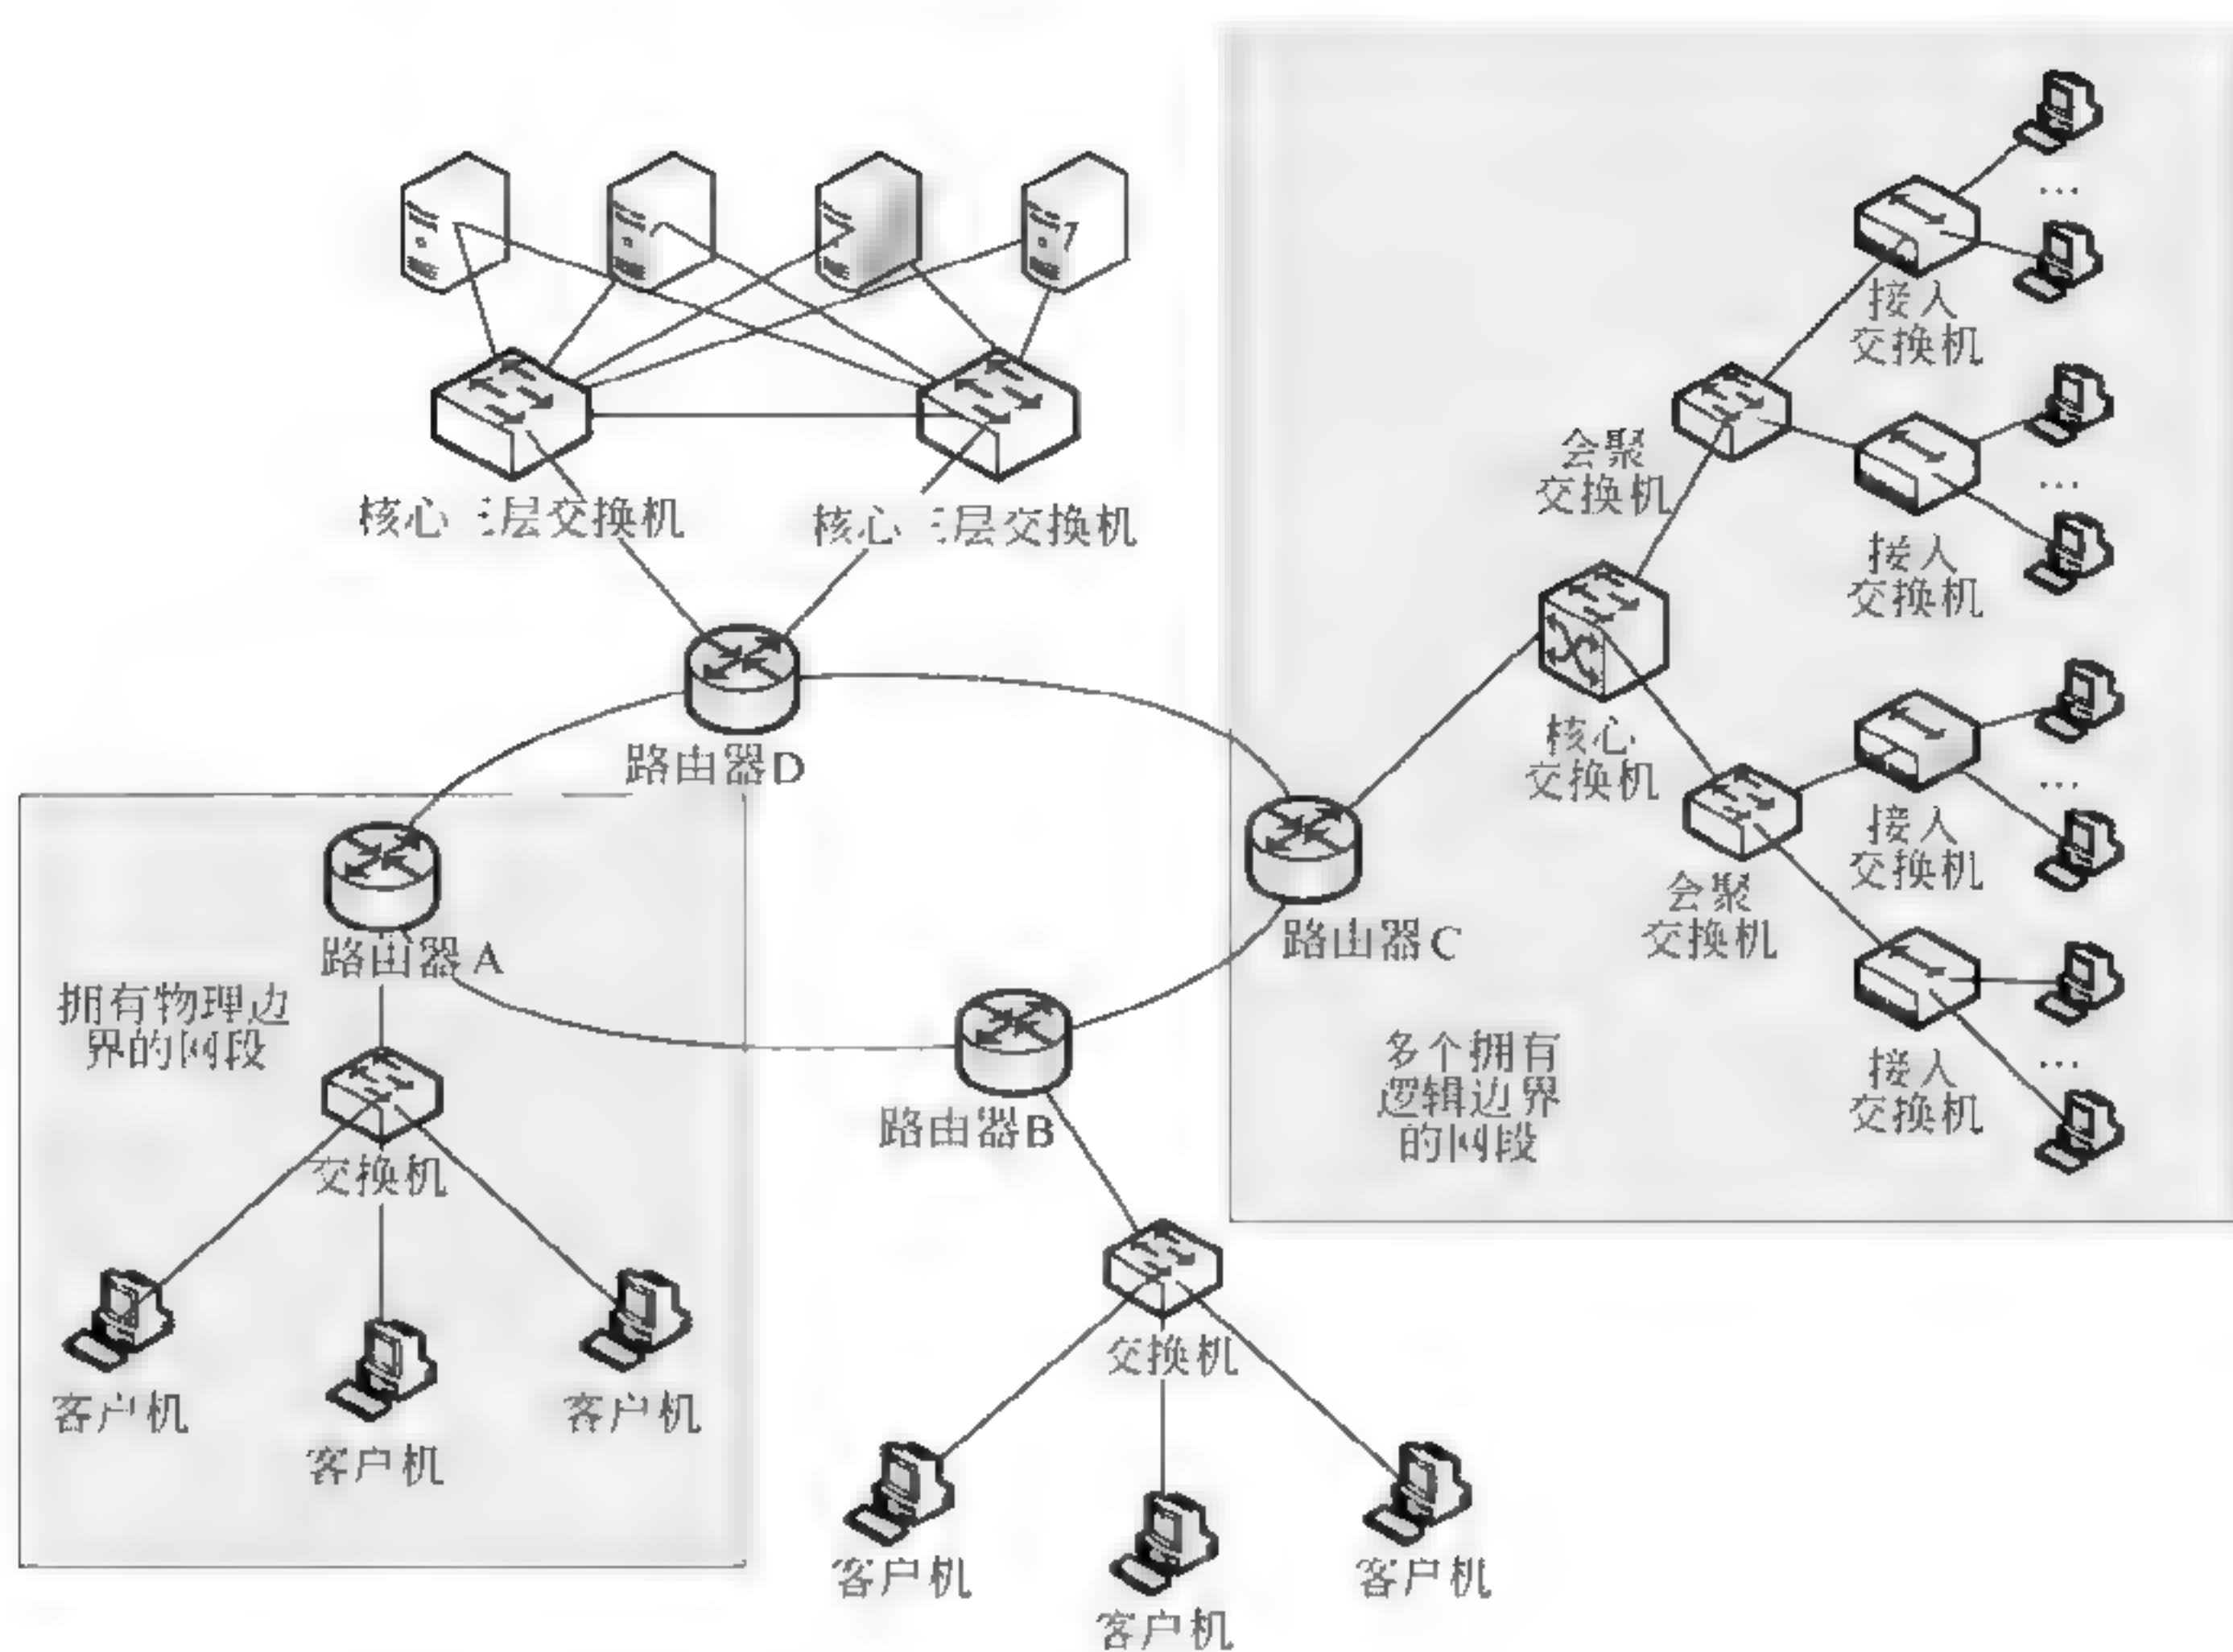 核心三层交换机
核心三层交换机
路由器D
路由器A
拥有物理边
界的网段
交换机
客户机
客户机
客户机
路由器B
交换机
客户机
客户机
客户机
路由器C
多个拥有
逻辑边界
的网段
核心
交换机
会聚
交换机
会聚
交换机
接入
交换机
...
接入
交换机
...
接入
交换机
...
接入
交换机
...